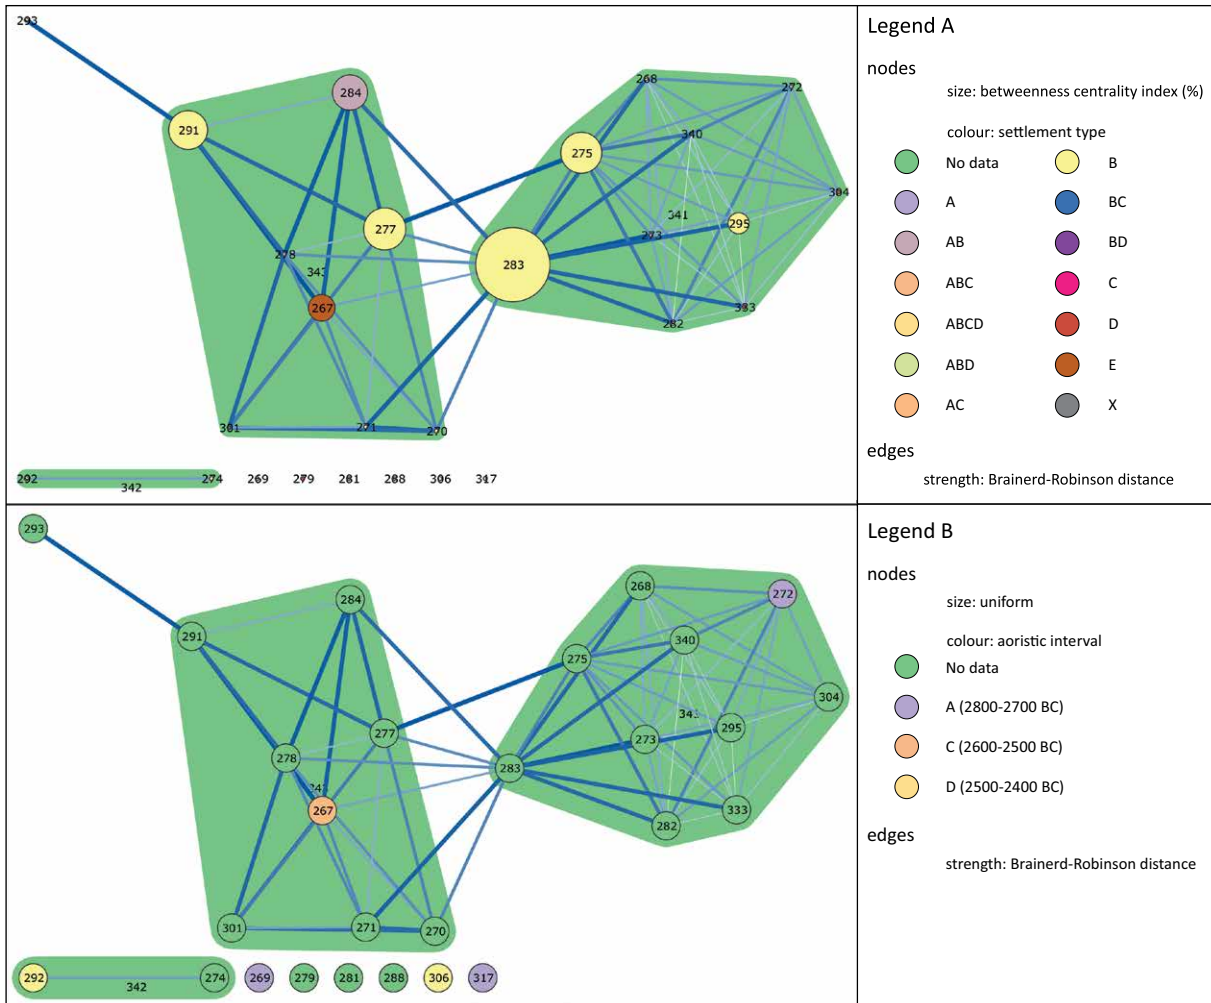 293
284
291
277
278
343
267
301
271
270
283
275
268
272
340
304
341
295
273
282
333
292
342
274
269
279
281
288
306
317
Legend A
nodes
size: betweenness centrality index (%)
colour: settlement type
No data B
A BC
AB BD
ABC C
ABCD D
ABD E
AC X
edges
strength: Brainerd-Robinson distance
293
284
291
277
278
267
301
271
270
283
275
268
272
340
304
295
273
282
333
292
342
274
269
279
281
288
306
317
Legend B
nodes
size: uniform
colour: aoristic interval
No data
A (2800-2700 BC)
C (2600-2500 BC)
D (2500-2400 BC)
edges
strength: Brainerd-Robinson distance